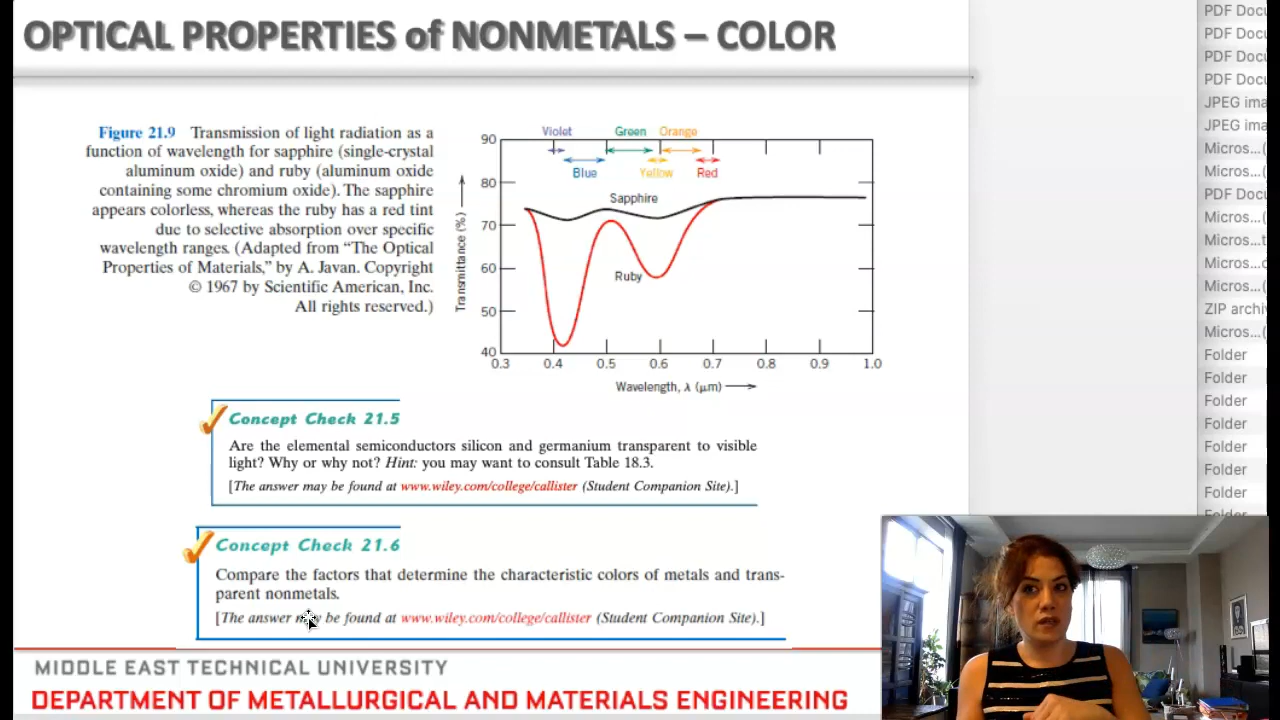 OPTICAL PROPERTIES of NONMETALS – COLOR
Figure 21.9 Transmission of light radiation as a
function of wavelength for sapphire (single-crystal
aluminum oxide) and ruby (aluminum oxide
containing some chromium oxide). The sapphire
appears colorless, whereas the ruby has a red tint
due to selective absorption over specific
wavelength ranges. (Adapted from “The Optical
Properties of Materials,” by A. Javan. Copyright
© 1967 by Scientific American, Inc.
All rights reserved.)
Violet Green Orange
Blue Yellow Red
Sapphire
Ruby
Transmittance (%)
90
80
70
60
50
40
0.3 0.4 0.5 0.6 0.7 0.8 0.9 1.0
Wavelength, λ (μm)
Concept Check 21.5
Are the elemental semiconductors silicon and germanium transparent to visible
light? Why or why not? Hint: you may want to consult Table 18.3.
[The answer may be found at www.wiley.com/college/callister (Student Companion Site).]
Concept Check 21.6
Compare the factors that determine the characteristic colors of metals and trans-
parent nonmetals.
[The answer may be found at www.wiley.com/college/callister (Student Companion Site).]
MIDDLE EAST TECHNICAL UNIVERSITY
DEPARTMENT OF METALLURGICAL AND MATERIALS ENGINEERING
PDF Docu
PDF Docu
PDF Docu
PDF Docu
JPEG ima
JPEG ima
Micros...(
Micros...(
PDF Docu
Micros...(
Micros...t
Micros...c
Micros...(
ZIP archi
Micros...(
Folder
Folder
Folder
Folder
Folder
Folder
Folder